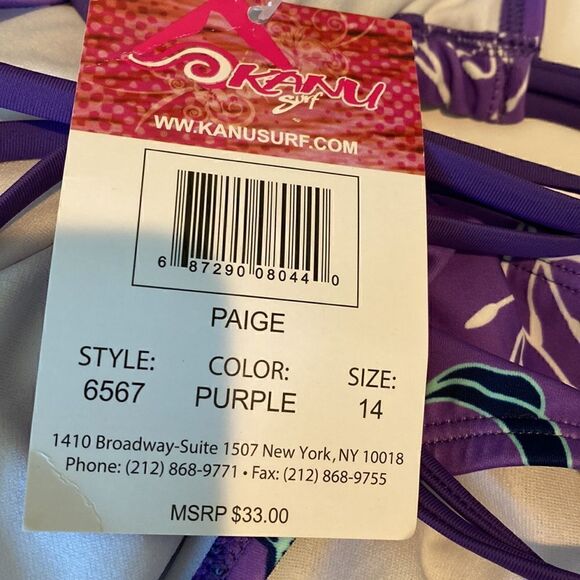 KANU
Surf
WWW.KANUSURF.COM
6 87290 08044 0
PAIGE
STYLE: COLOR: SIZE:
6567 PURPLE 14
1410 Broadway-Suite 1507 New York, NY 10018
Phone: (212) 868-9771 • Fax: (212) 868-9755
MSRP $33.00